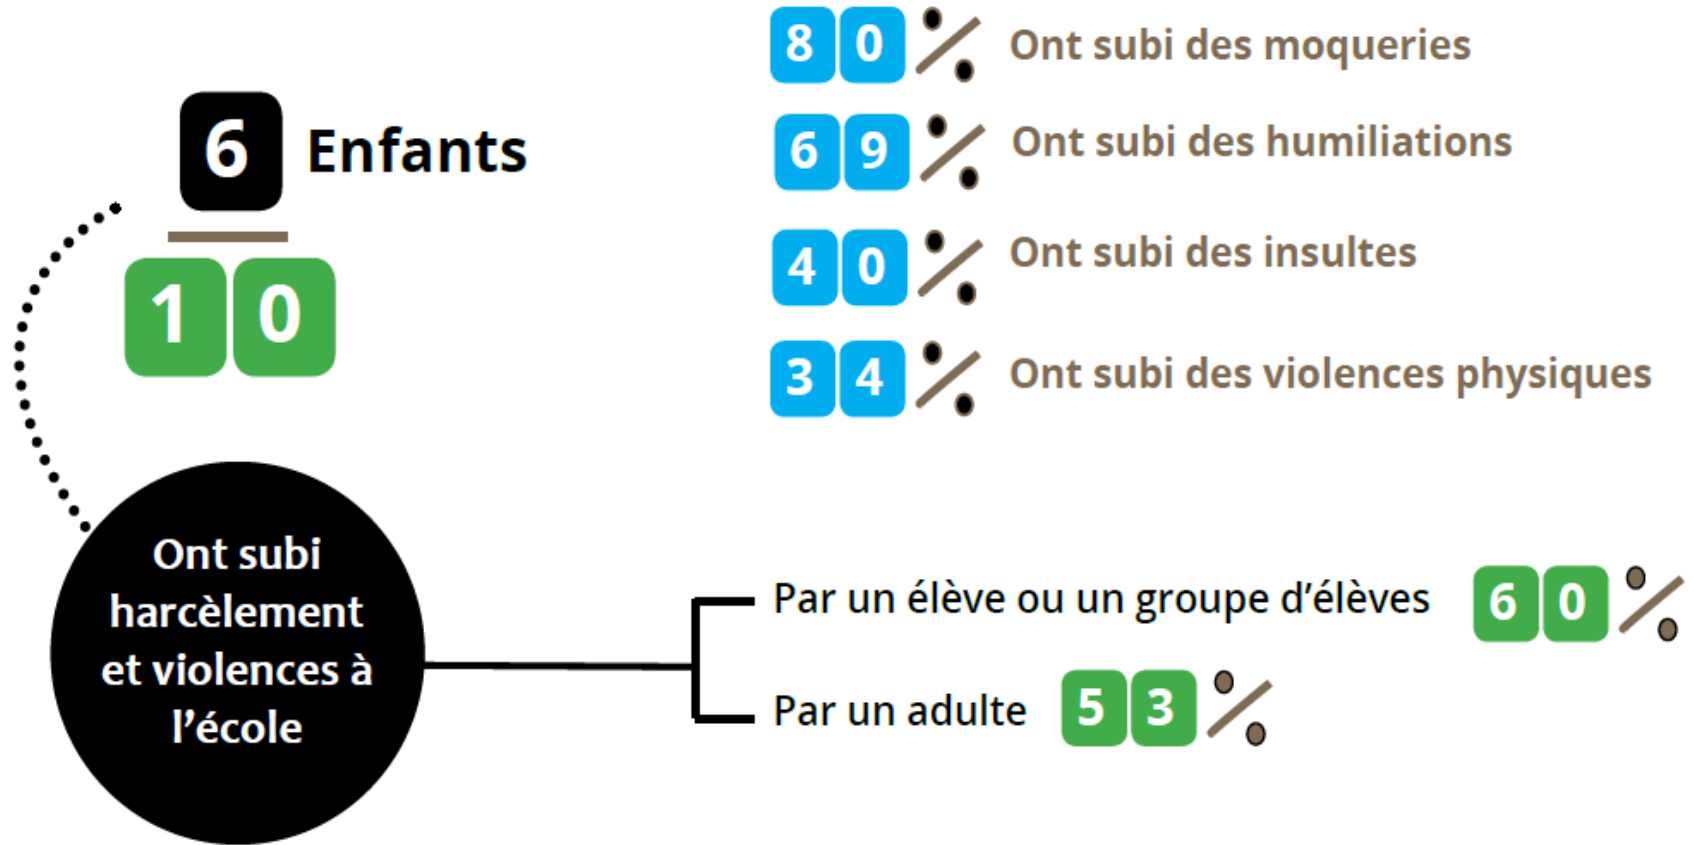 6 Enfants
10
80% Ont subi des moqueries
69% Ont subi des humiliations
40% Ont subi des insultes
34% Ont subi des violences physiques
Ont subi
harcèlement
et violences à
l’école
Par un élève ou un groupe d’élèves 60%
Par un adulte 53%